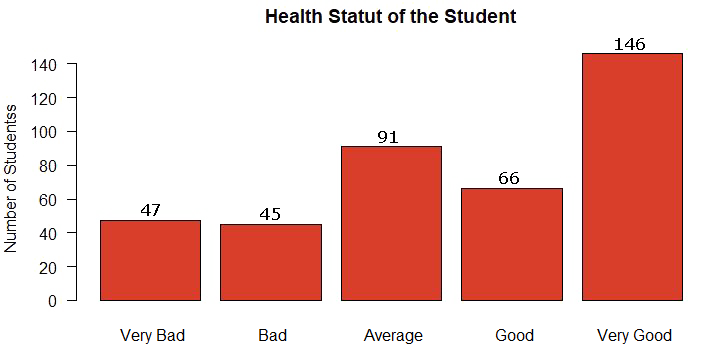 Health Statut of the Student
Number of Studentss
140
120
100
80
60
40
20
0
47
45
91
66
146
Very Bad
Bad
Average
Good
Very Good